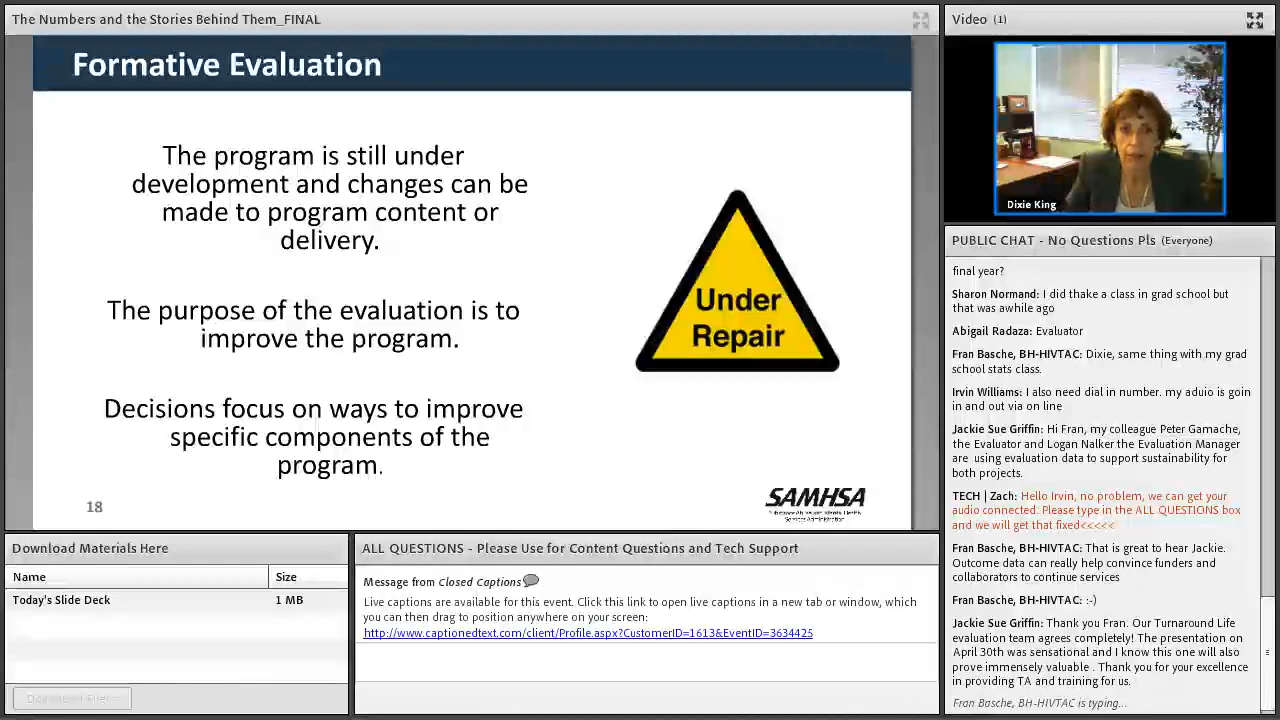 The Numbers and the Stories Behind Them_FINAL
Formative Evaluation
The program is still under
development and changes can be
made to program content or
delivery.
The purpose of the evaluation is to
improve the program.
Decisions focus on ways to improve
specific components of the
program.
Under
Repair
18
SAMHSA
Video (1)
Dixie King
PUBLIC CHAT - No Questions Pls (Everyone)
final year?
Sharon Normand: I did thake a class in grad school but
that was awhile ago
Abigail Radaza: Evaluator
Fran Basche, BH-HIVTAC: Dixie, same thing with my grad
school stats class.
Irvin Williams: I also need dial in number. my aduio is goin
in and out via on line
Jackie Sue Griffin: Hi Fran, my colleague Peter Gamache,
the Evaluator and Logan Nalker the Evaluation Manager
are using evaluation data to support sustainability for
both projects.
TECH | Zach: Hello Irvin, no problem, we can get your
audio connected. Please type in the ALL QUESTIONS box
and we will get that fixed<<<<<
Fran Basche, BH-HIVTAC: That is great to hear Jackie.
Outcome data can really help convince funders and
collaborators to continue services
Fran Basche, BH-HIVTAC: :-)
Jackie Sue Griffin: Thank you Fran. Our Turnaround Life
evaluation team agrees completely! The presentation on
April 30th was sensational and I know this one will also
prove immensely valuable . Thank you for your excellence
in providing TA and training for us.
Fran Basche, BH-HIVTAC is typing...
Download Materials Here
Name Size
Today's Slide Deck 1 MB
Download File(s)
ALL QUESTIONS - Please Use for Content Questions and Tech Support
Message from Closed Captions
Live captions are available for this event. Click this link to open live captions in a new tab or window, which
you can then drag to position anywhere on your screen:
http://www.captionedtext.com/client/Profile.aspx?CustomerID=1613&EventID=3634425